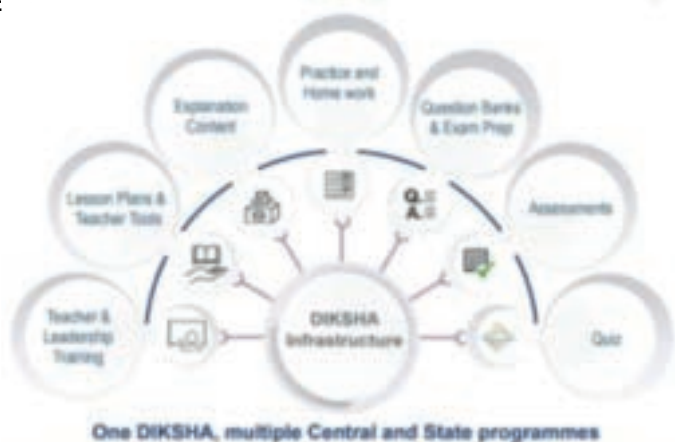 Practice and
Home work
Explanation
Content
Question Banks
& Exam Prep
Lesson Plans &
Teacher Tools
Assessments
Teacher &
Leadership
Training
Quiz
Q.
A.
DIKSHA
Infrastructure
One DIKSHA, multiple Central and State programmes